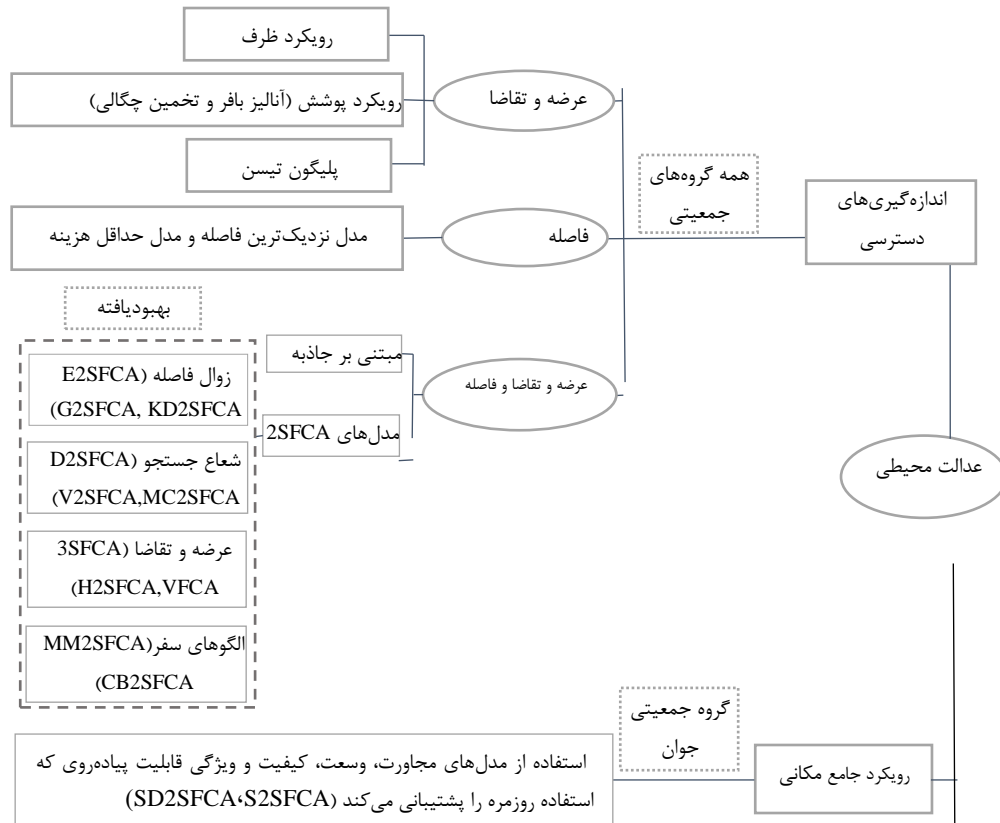 رویکرد ظرف
عرضه و تقاضا
رویکرد پوشش (آنالیز بافر و تخمین چگالی)
پلیگون تیسن
همه گروه‌های
جمعیتی
اندازه‌گیری‌های
دسترسی
فاصله
مدل نزدیک‌ترین فاصله و مدل حداقل هزینه
بهبودیافته
مبتنی بر جاذبه
عرضه و تقاضا و فاصله
مدل‌های 2SFCA
زوال فاصله (E2SFCA
G2SFCA, KD2SFCA)
شعاع جستجو (D2SFCA
V2SFCA,MC2SFCA)
عرضه و تقاضا (3SFCA
H2SFCA,VFCA)
الگوهای سفر(MM2SFCA
CB2SFCA)
عدالت محیطی
گروه جمعیتی
جوان
رویکرد جامع مکانی
استفاده از مدل‌های مجاورت، وسعت، کیفیت و ویژگی قابلیت پیاده‌روی که
استفاده روزمره را پشتیبانی می‌کند (SD2SFCA،S2SFCA)